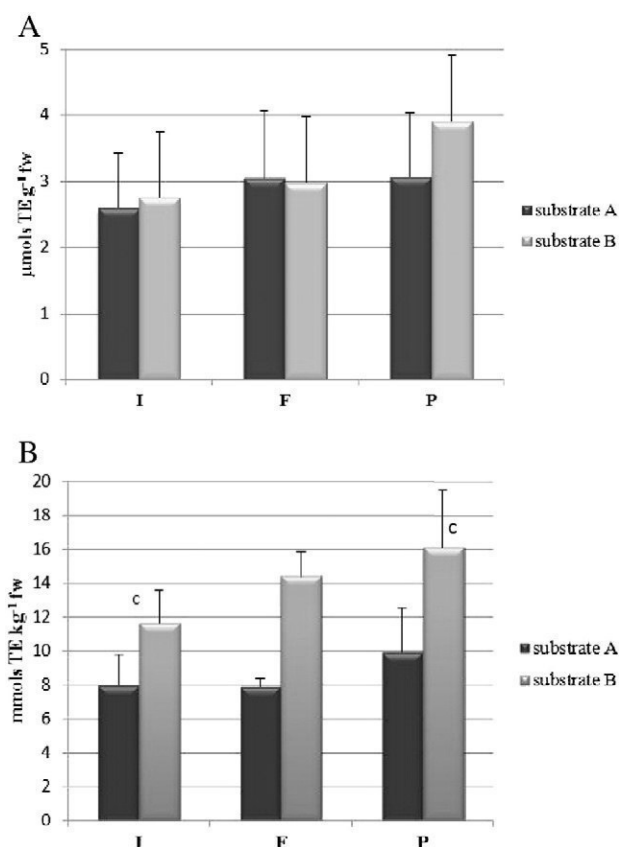 A
5
4
3
2
1
0
μmols TE g⁻¹ fw
I F P
substrate A
substrate B
B
20
18
16
14
12
10
8
6
4
2
0
mmols TE kg⁻¹ fw
c
c
I F P
substrate A
substrate B